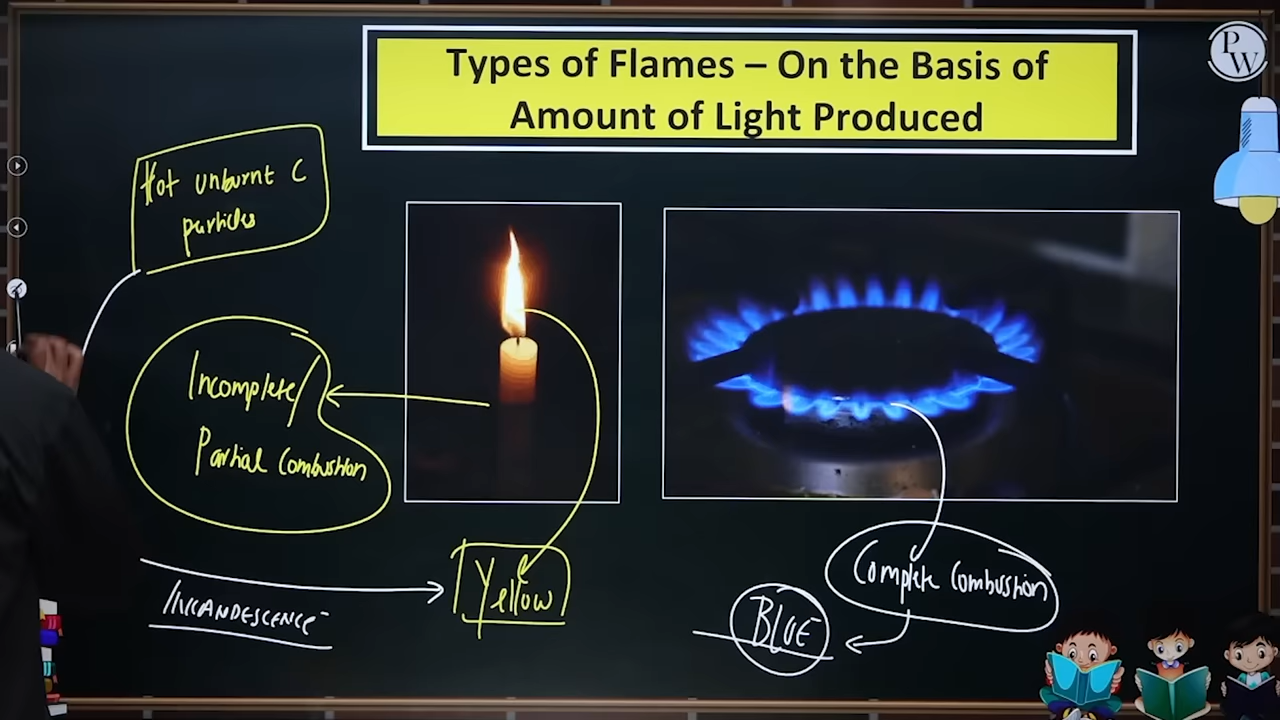 Types of Flames – On the Basis of
Amount of Light Produced
PW
Hot unburnt C
particles
Incomplete/
Partial Combustion
Yellow
INCANDESCENCE
Complete Combustion
BLUE